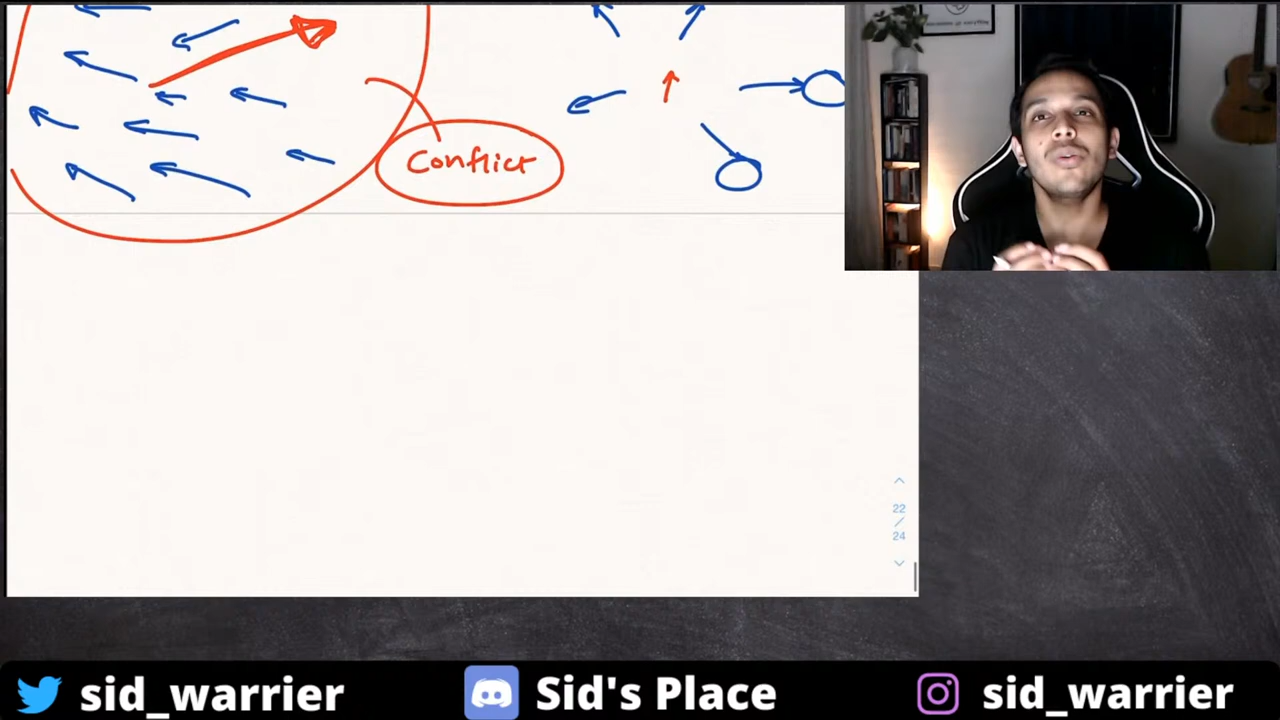 Conflict
22
/
24
sid_warrier
Sid's Place
sid_warrier